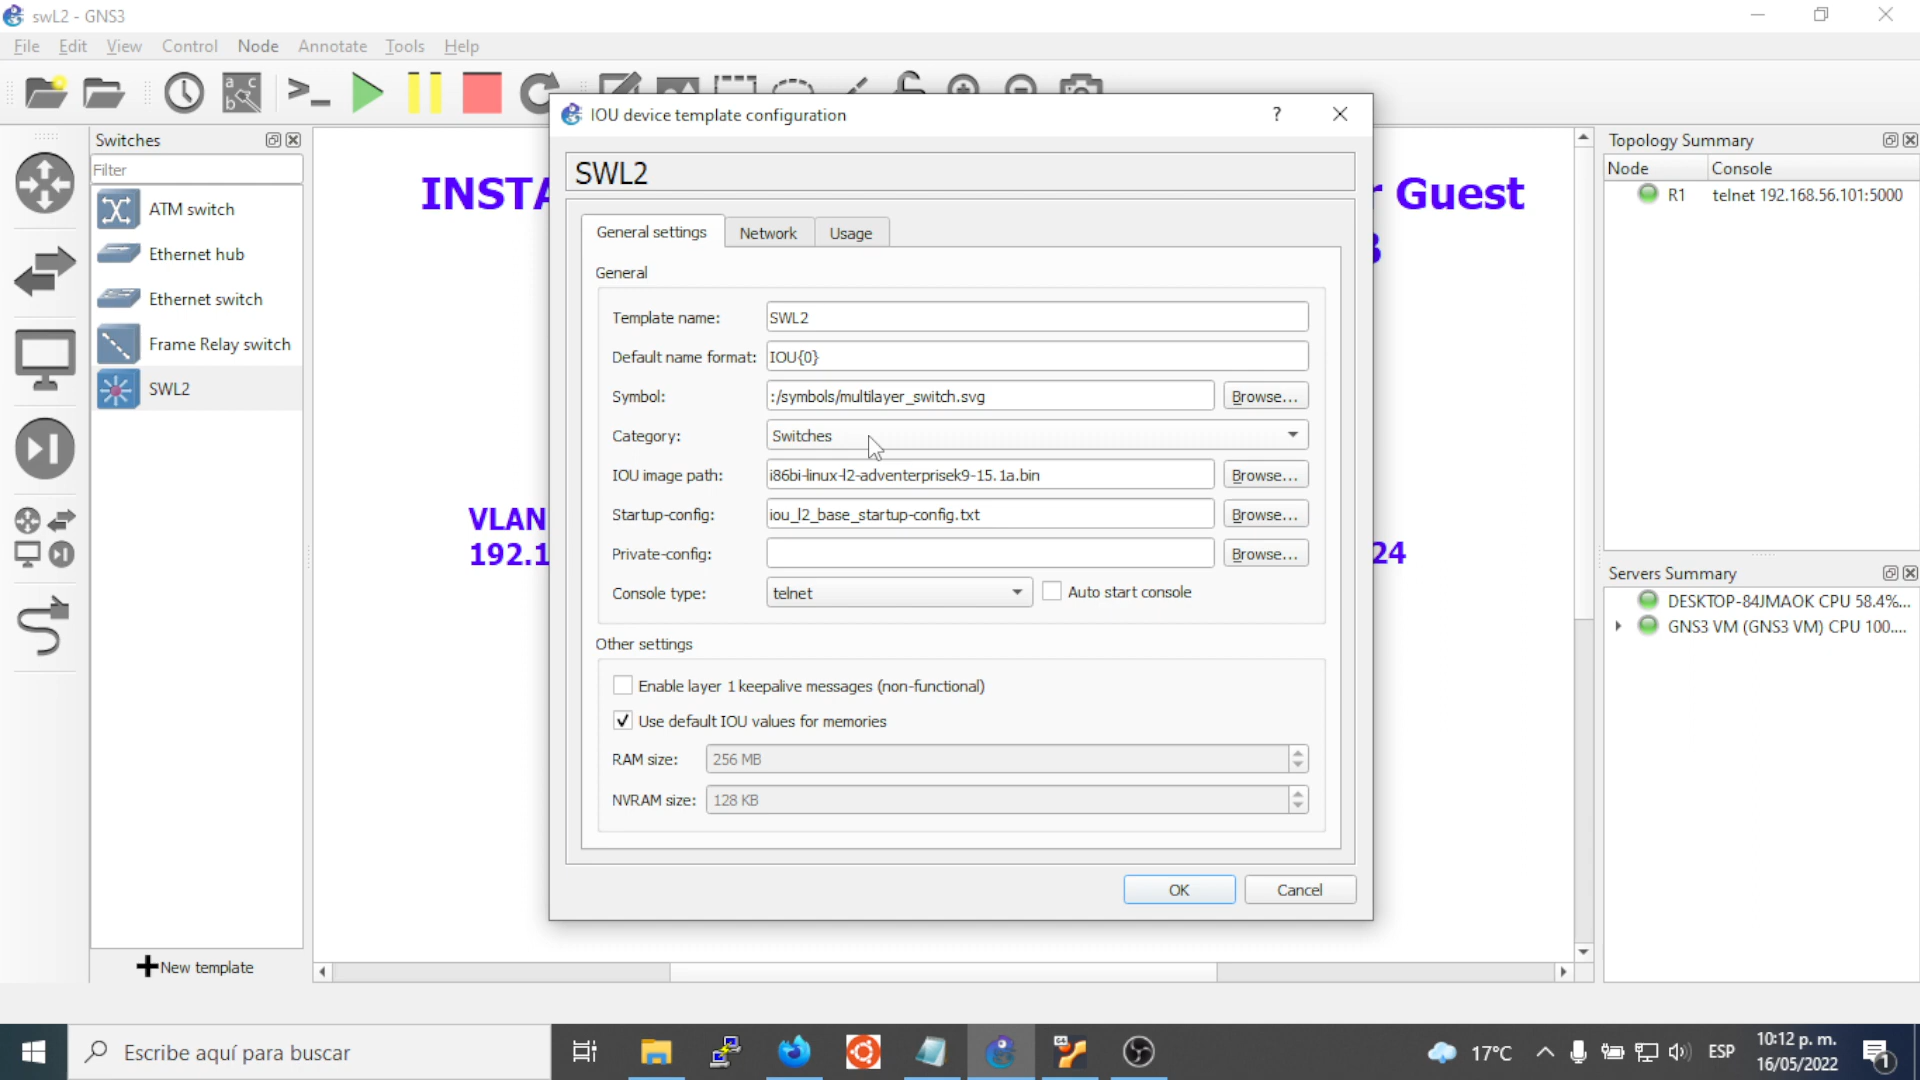 swL2 - GNS3
File Edit View Control Node Annotate Tools Help
Switches
Filter
ATM switch
Ethernet hub
Ethernet switch
Frame Relay switch
SWL2
New template
INSTA
Guest
VLAN
192.1
24
IOU device template configuration
?
SWL2
General settings Network Usage
General
Template name: SWL2
Default name format: IOU{0}
Symbol: :/symbols/multilayer_switch.svg Browse...
Category: Switches
IOU image path: i86bi-linux-l2-adventerprisek9-15.1a.bin Browse...
Startup-config: iou_l2_base_startup-config.txt Browse...
Private-config: Browse...
Console type: telnet Auto start console
Other settings
Enable layer 1 keepalive messages (non-functional)
Use default IOU values for memories
RAM size: 256 MB
NVRAM size: 128 KB
OK Cancel
Topology Summary
Node Console
R1 telnet 192.168.56.101:5000
Servers Summary
DESKTOP-84JMAOK CPU 58.4%...
GNS3 VM (GNS3 VM) CPU 100....
Escribe aquí para buscar
17°C
ESP
10:12 p. m.
16/05/2022
1